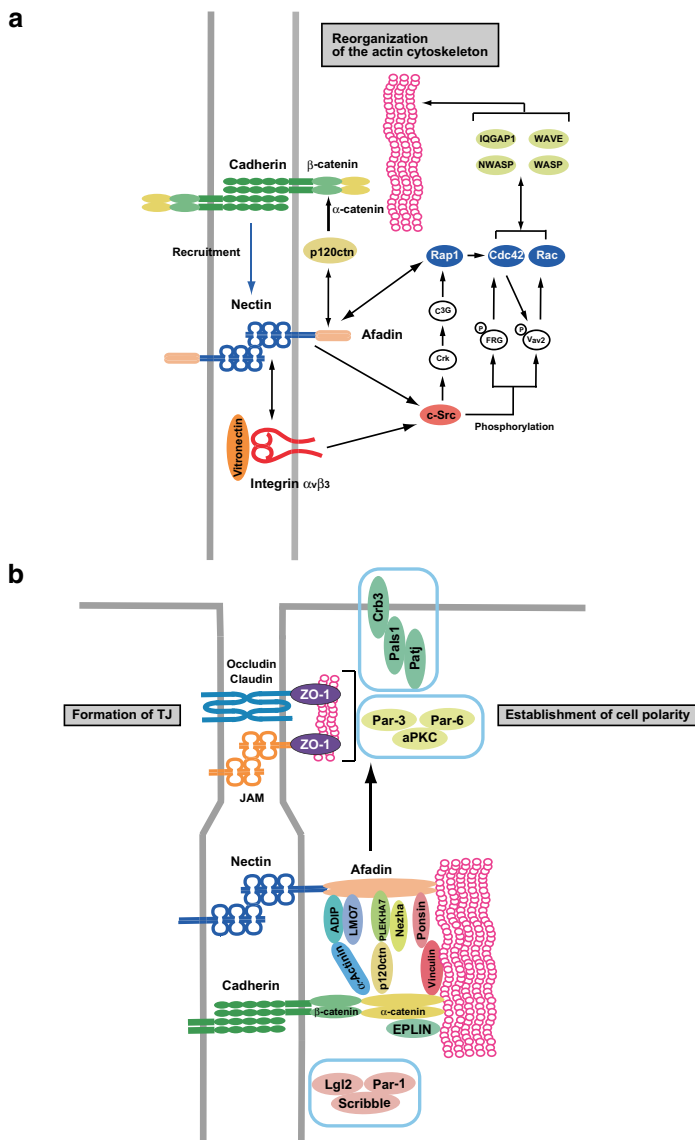 a
Reorganization
of the actin cytoskeleton
IQGAP1
WAVE
NWASP
WASP
Cadherin
β-catenin
α-catenin
Recruitment
p120ctn
Rap1
Cdc42
Rac
Nectin
C3G
P
FRG
P
Vav2
Afadin
Crk
c-Src
Phosphorylation
Vitronectin
Integrin αvβ3
b
Crb3
Pals1
Patj
Occludin
Claudin
ZO-1
Formation of TJ
Par-3
Par-6
aPKC
Establishment of cell polarity
ZO-1
JAM
Nectin
Afadin
ADIP
LMO7
PLEKHA7
Nezha
Ponsin
α-Actinin
p120ctn
Vinculin
Cadherin
β-catenin
α-catenin
EPLIN
Lgl2
Par-1
Scribble